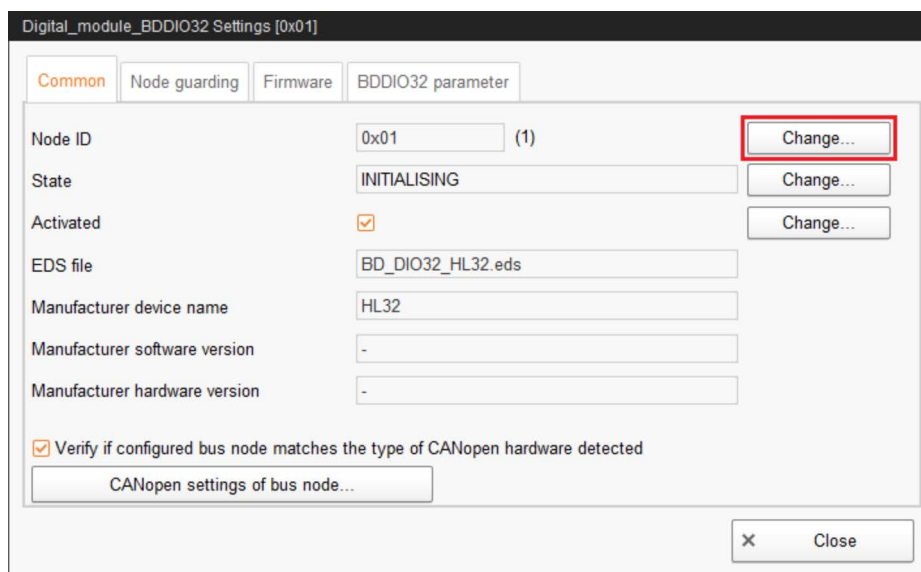 Digital_module_BDDIO32 Settings [0x01]
Common Node guarding Firmware BDDIO32 parameter
Node ID 0x01 (1) Change...
State INITIALISING Change...
Activated Change...
EDS file BD_DIO32_HL32.eds
Manufacturer device name HL32
Manufacturer software version -
Manufacturer hardware version -
Verify if configured bus node matches the type of CANopen hardware detected
CANopen settings of bus node...
Close